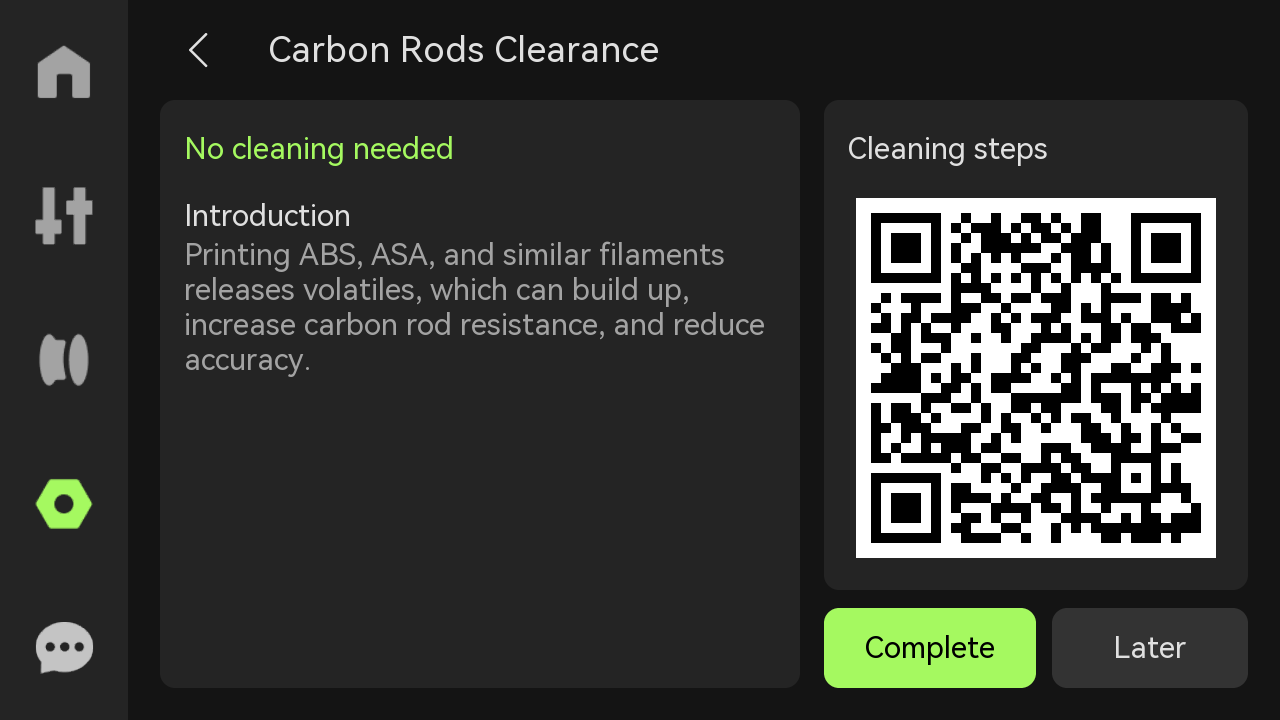 Carbon Rods Clearance
No cleaning needed
Introduction
Printing ABS, ASA, and similar filaments
releases volatiles, which can build up,
increase carbon rod resistance, and reduce
accuracy.
Cleaning steps
Complete
Later